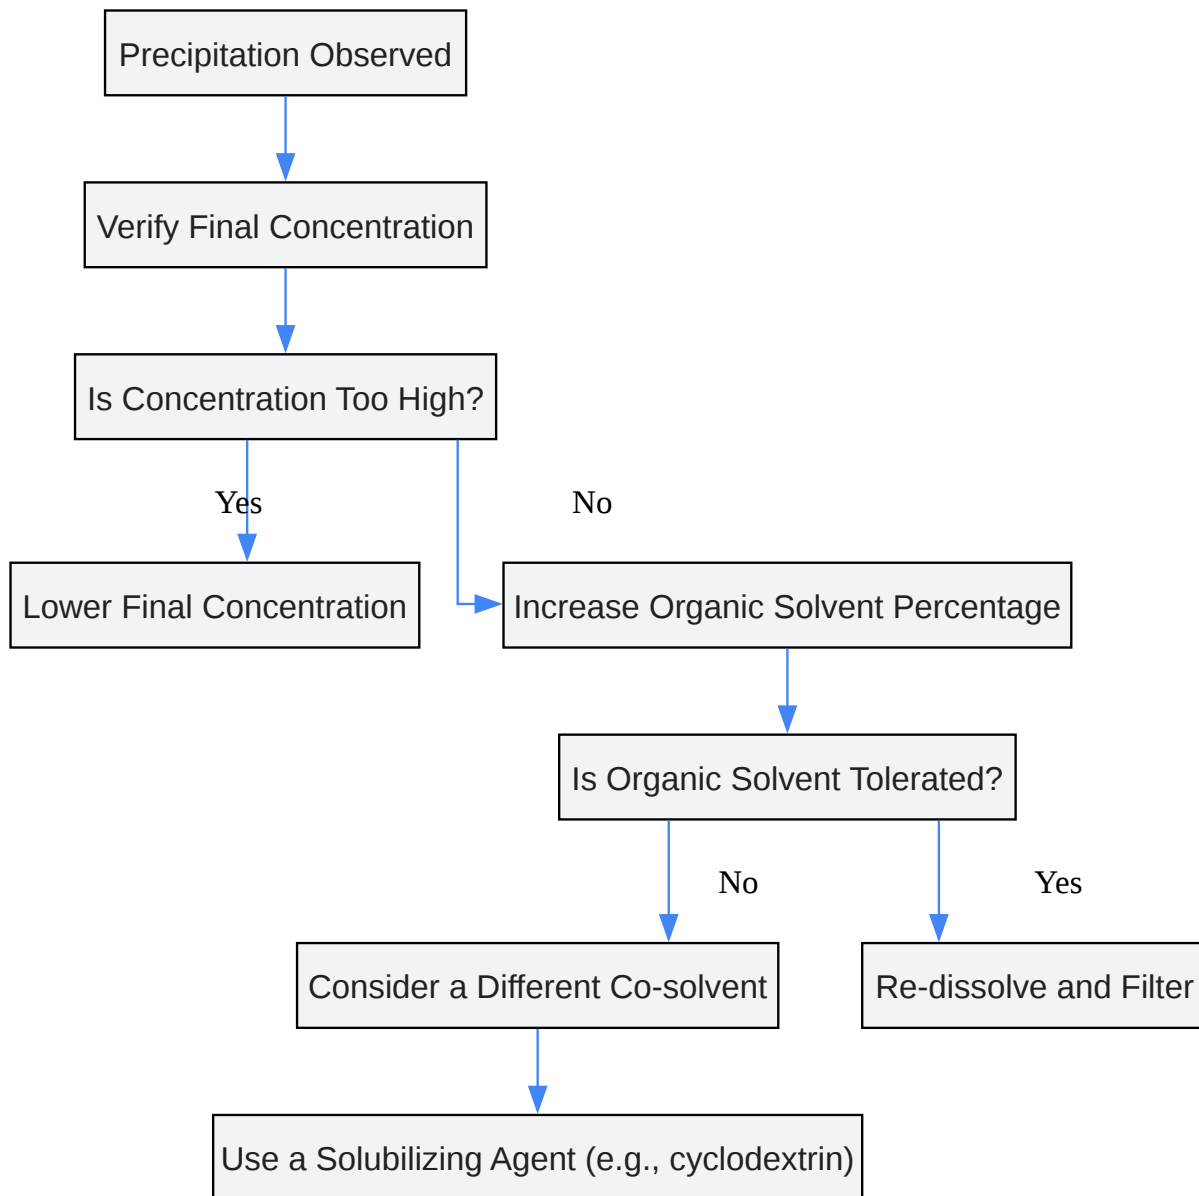 Precipitation Observed
Verify Final Concentration
Is Concentration Too High?
Yes
No
Lower Final Concentration
Increase Organic Solvent Percentage
Is Organic Solvent Tolerated?
No
Yes
Consider a Different Co-solvent
Re-dissolve and Filter
Use a Solubilizing Agent (e.g., cyclodextrin)